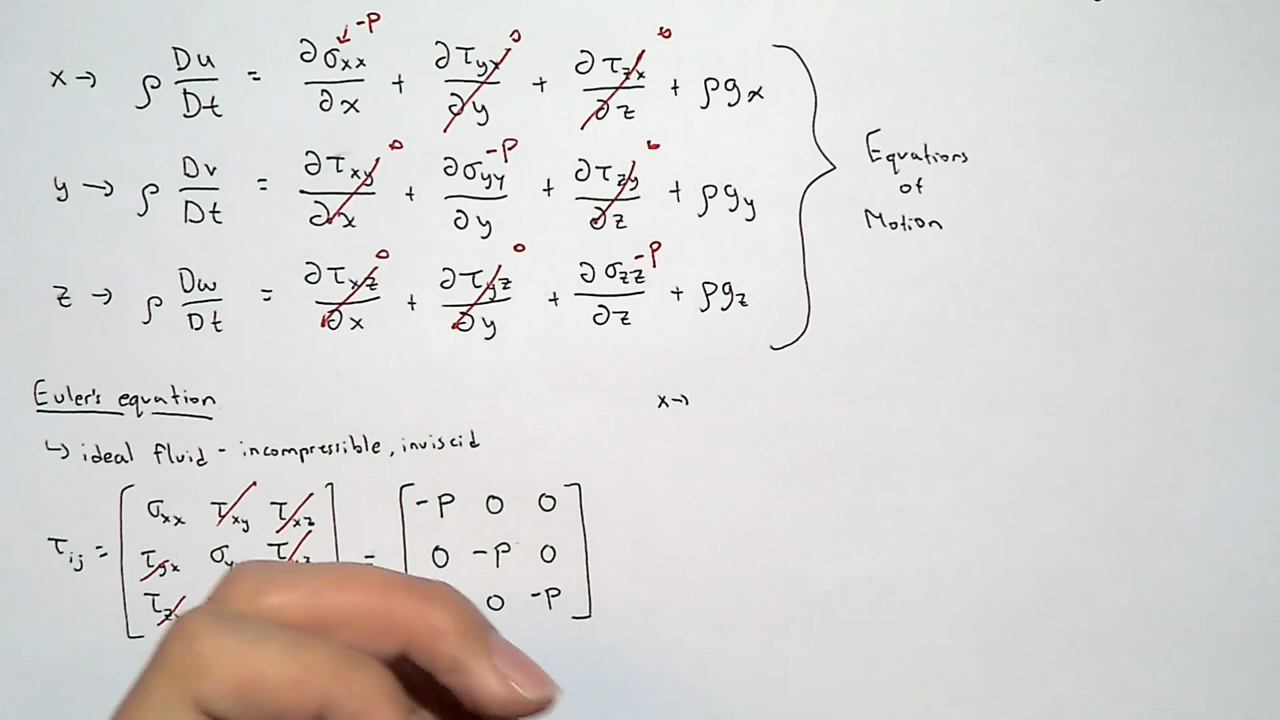 x → ρ Du/Dt = ∂σxx/∂x + ∂τyx/∂y + ∂τzx/∂z + ρgx
-P 0 0
y → ρ Dv/Dt = ∂τxy/∂x + ∂σyy/∂y + ∂τzy/∂z + ρgy
0 -P 0
z → ρ Dw/Dt = ∂τxz/∂x + ∂τyz/∂y + ∂σzz/∂z + ρgz
0 0 -P
Equations
of
Motion
Euler's equation
x →
↳ ideal fluid - incompressible, inviscid
τij = [ σxx τxy τxz ] = [ -P 0 0 ]
τyx 0 -P 0
0 -P